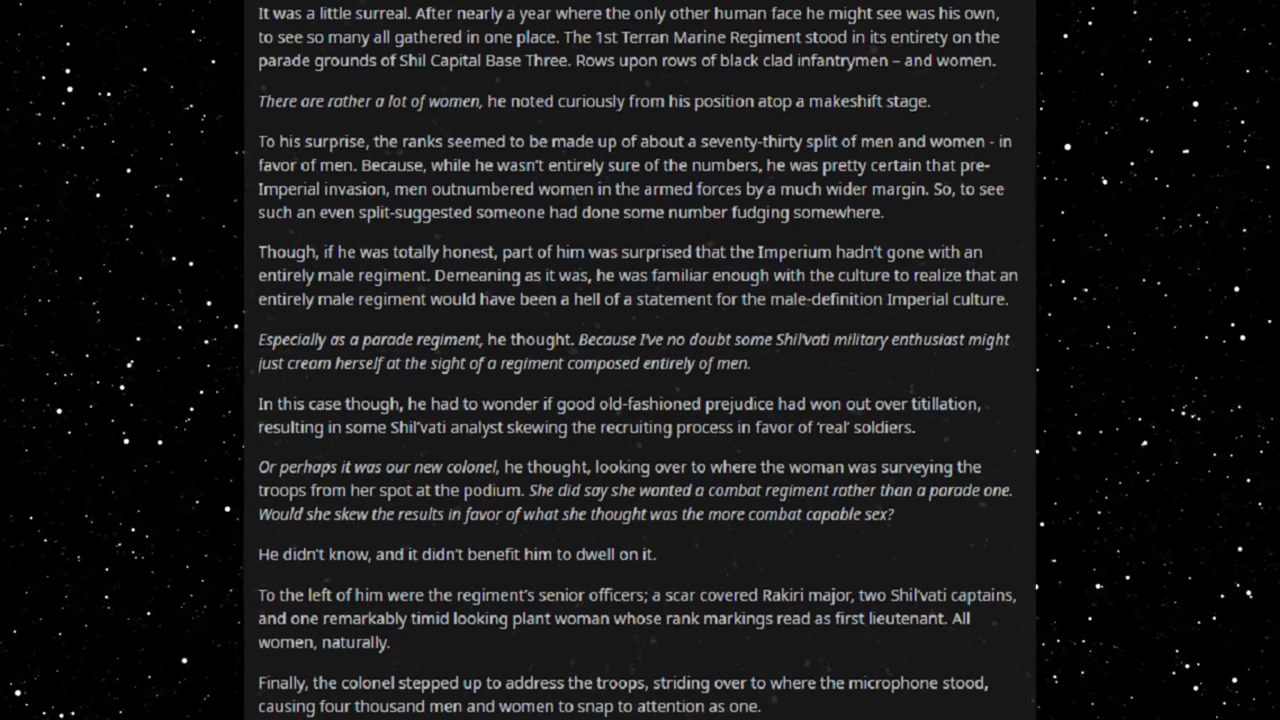 It was a little surreal. After nearly a year where the only other human face he might see was his own,
to see so many all gathered in one place. The 1st Terran Marine Regiment stood in its entirety on the
parade grounds of Shil Capital Base Three. Rows upon rows of black clad infantrymen – and women.
There are rather a lot of women, he noted curiously from his position atop a makeshift stage.
To his surprise, the ranks seemed to be made up of about a seventy-thirty split of men and women - in
favor of men. Because, while he wasn't entirely sure of the numbers, he was pretty certain that pre-
Imperial invasion, men outnumbered women in the armed forces by a much wider margin. So, to see
such an even split-suggested someone had done some number fudging somewhere.
Though, if he was totally honest, part of him was surprised that the Imperium hadn't gone with an
entirely male regiment. Demeaning as it was, he was familiar enough with the culture to realize that an
entirely male regiment would have been a hell of a statement for the male-definition Imperial culture.
Especially as a parade regiment, he thought. Because I've no doubt some Shil'vati military enthusiast might
just cream herself at the sight of a regiment composed entirely of men.
In this case though, he had to wonder if good old-fashioned prejudice had won out over titillation,
resulting in some Shil'vati analyst skewing the recruiting process in favor of 'real' soldiers.
Or perhaps it was our new colonel, he thought, looking over to where the woman was surveying the
troops from her spot at the podium. She did say she wanted a combat regiment rather than a parade one.
Would she skew the results in favor of what she thought was the more combat capable sex?
He didn't know, and it didn't benefit him to dwell on it.
To the left of him were the regiment's senior officers; a scar covered Rakiri major, two Shil'vati captains,
and one remarkably timid looking plant woman whose rank markings read as first lieutenant. All
women, naturally.
Finally, the colonel stepped up to address the troops, striding over to where the microphone stood,
causing four thousand men and women to snap to attention as one.